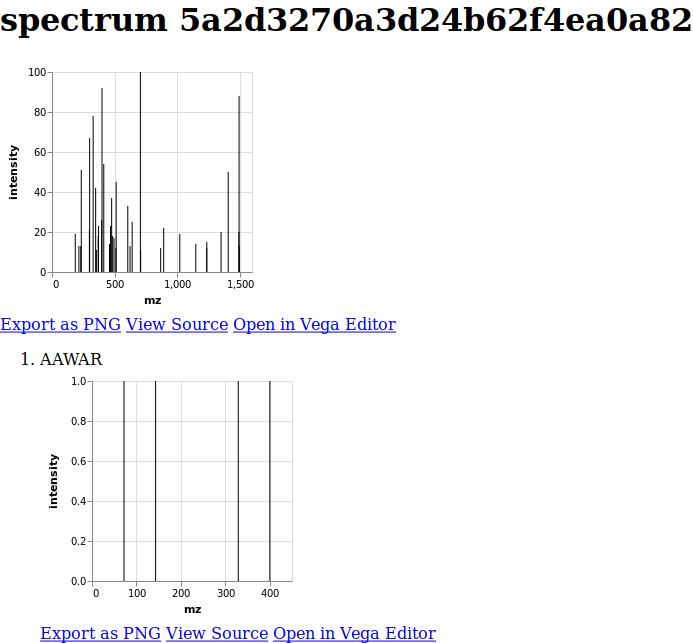 spectrum 5a2d3270a3d24b62f4ea0a82
100
80
60
40
20
0
intensity
0 500 1,000 1,500
mz
Export as PNG View Source Open in Vega Editor
1. AAWAR
1.0
0.8
0.6
0.4
0.2
0.0
intensity
0 100 200 300 400
mz
Export as PNG View Source Open in Vega Editor